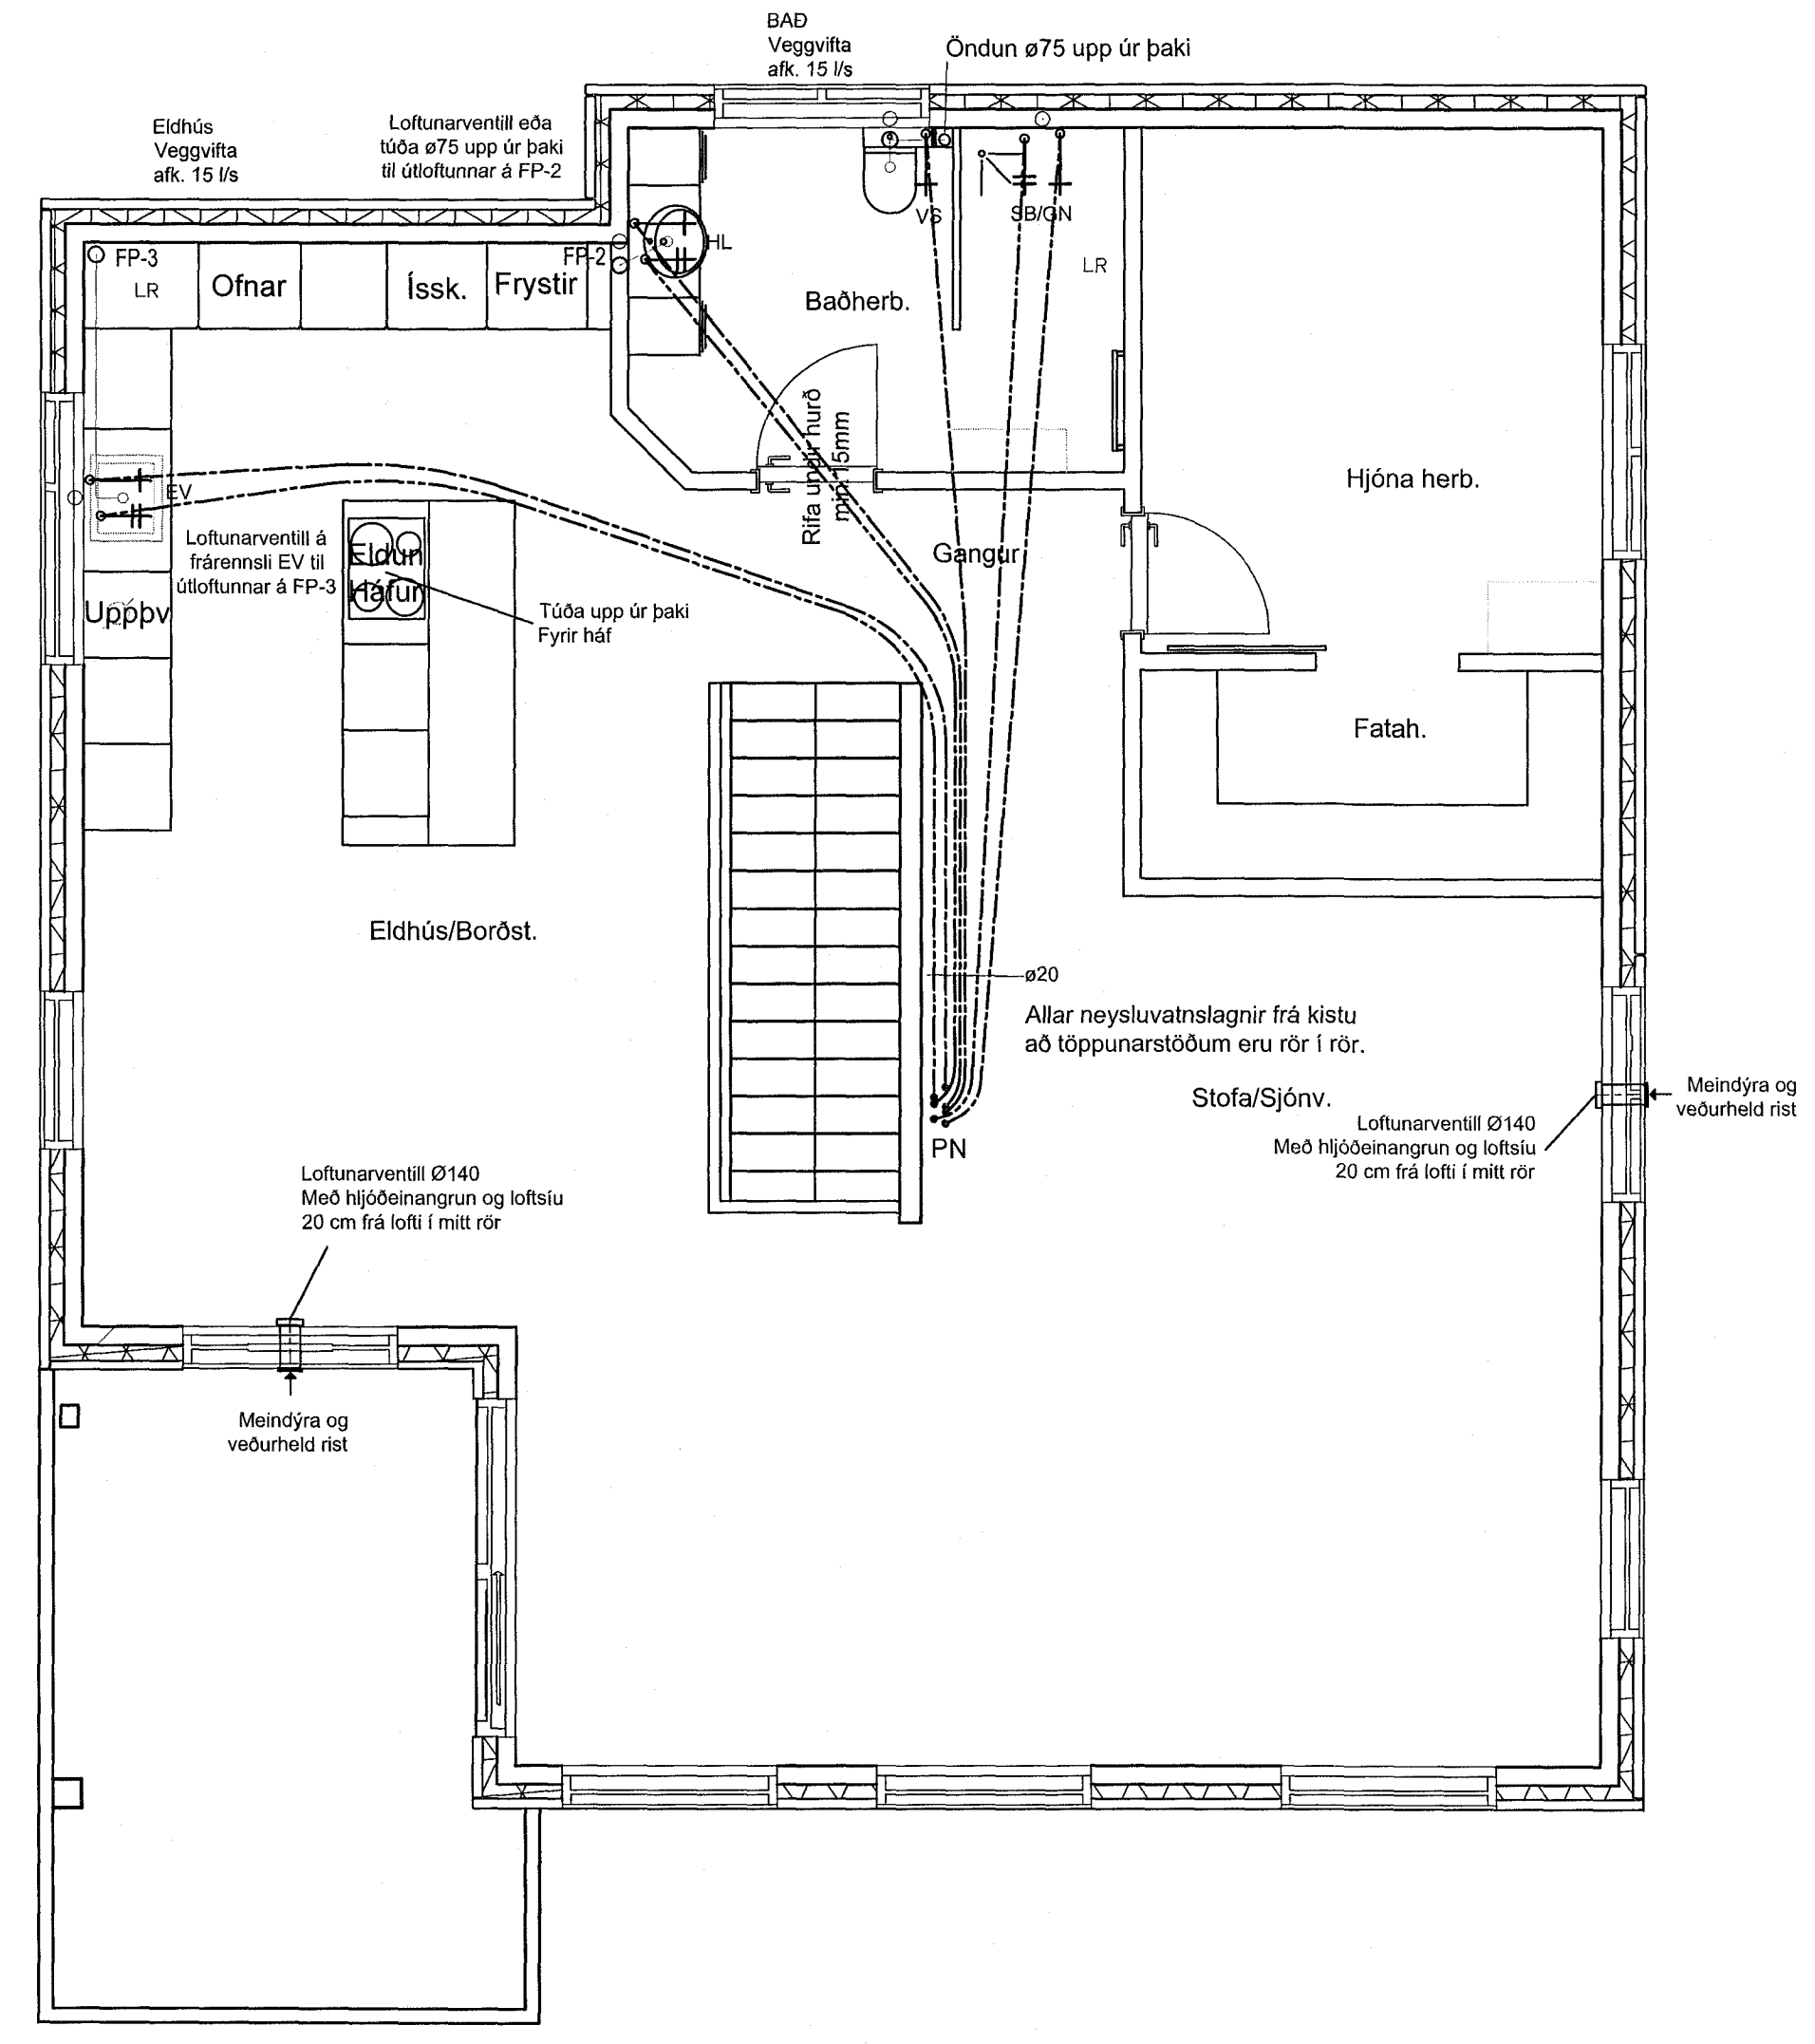 BAÐ
Veggvifta
afk. 15 l/s
Öndun ø75 upp úr þaki
Eldhús
Veggvifta
afk. 15 l/s
Loftunarventill eða
túða ø75 upp úr þaki
til útloftunnar á FP-2
VS
SB/GN
HL
FP-2
FP-3
LR
Ofnar
Íssk.
Frystir
LR
Baðherb.
Rifa undir hurð
min. 15mm
Hjóna herb.
EV
Loftunarventill á
frárennsli EV til
útloftunnar á FP-3
Eldun
Háfur
Gangur
Uppþv
Túða upp úr þaki
Fyrir háf
Fatah.
Eldhús/Borðst.
ø20
Allar neysluvatnslagnir frá kistu
að töppunarstöðum eru rör í rör.
Stofa/Sjónv.
Meindýra og
veðurheld rist
Loftunarventill Ø140
Með hljóðeinangrun og loftsíu
20 cm frá lofti í mitt rör
PN
Loftunarventill Ø140
Með hljóðeinangrun og loftsíu
20 cm frá lofti í mitt rör
Meindýra og
veðurheld rist